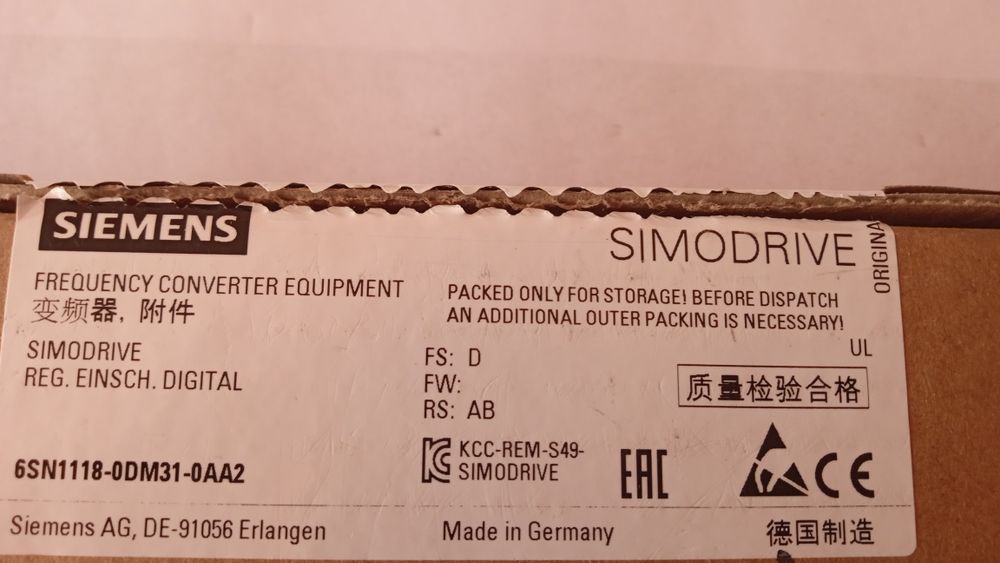 SIEMENS
SIMODRIVE
FREQUENCY CONVERTER EQUIPMENT
变频器, 附件
PACKED ONLY FOR STORAGE! BEFORE DISPATCH
AN ADDITIONAL OUTER PACKING IS NECESSARY!
ORIGINA
SIMODRIVE
REG. EINSCH. DIGITAL
FS: D
FW:
RS: AB
UL
质量检验合格
6SN1118-0DM31-0AA2
KCC-REM-S49-
SIMODRIVE
EAC
CE
Siemens AG, DE-91056 Erlangen
Made in Germany
德国制造